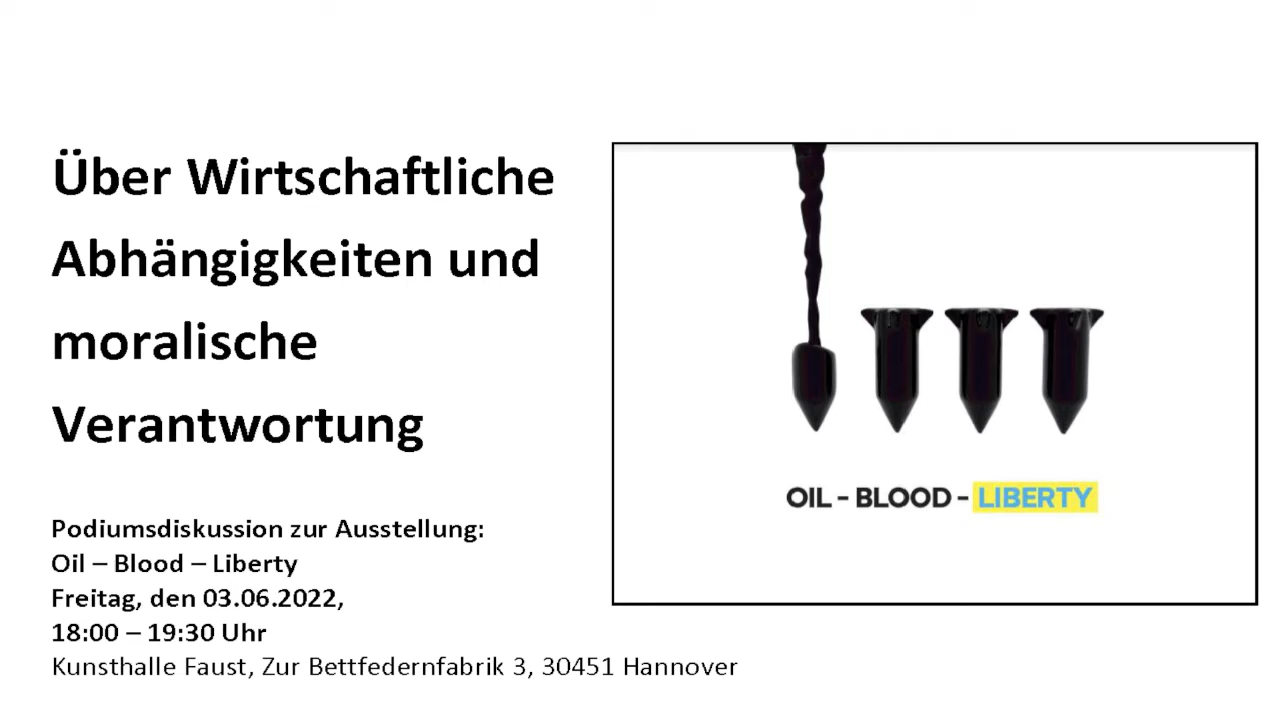 Über Wirtschaftliche
Abhängigkeiten und
moralische
Verantwortung
Podiumsdiskussion zur Ausstellung:
Oil – Blood – Liberty
Freitag, den 03.06.2022,
18:00 – 19:30 Uhr
Kunsthalle Faust, Zur Bettfedernfabrik 3, 30451 Hannover
OIL - BLOOD - LIBERTY